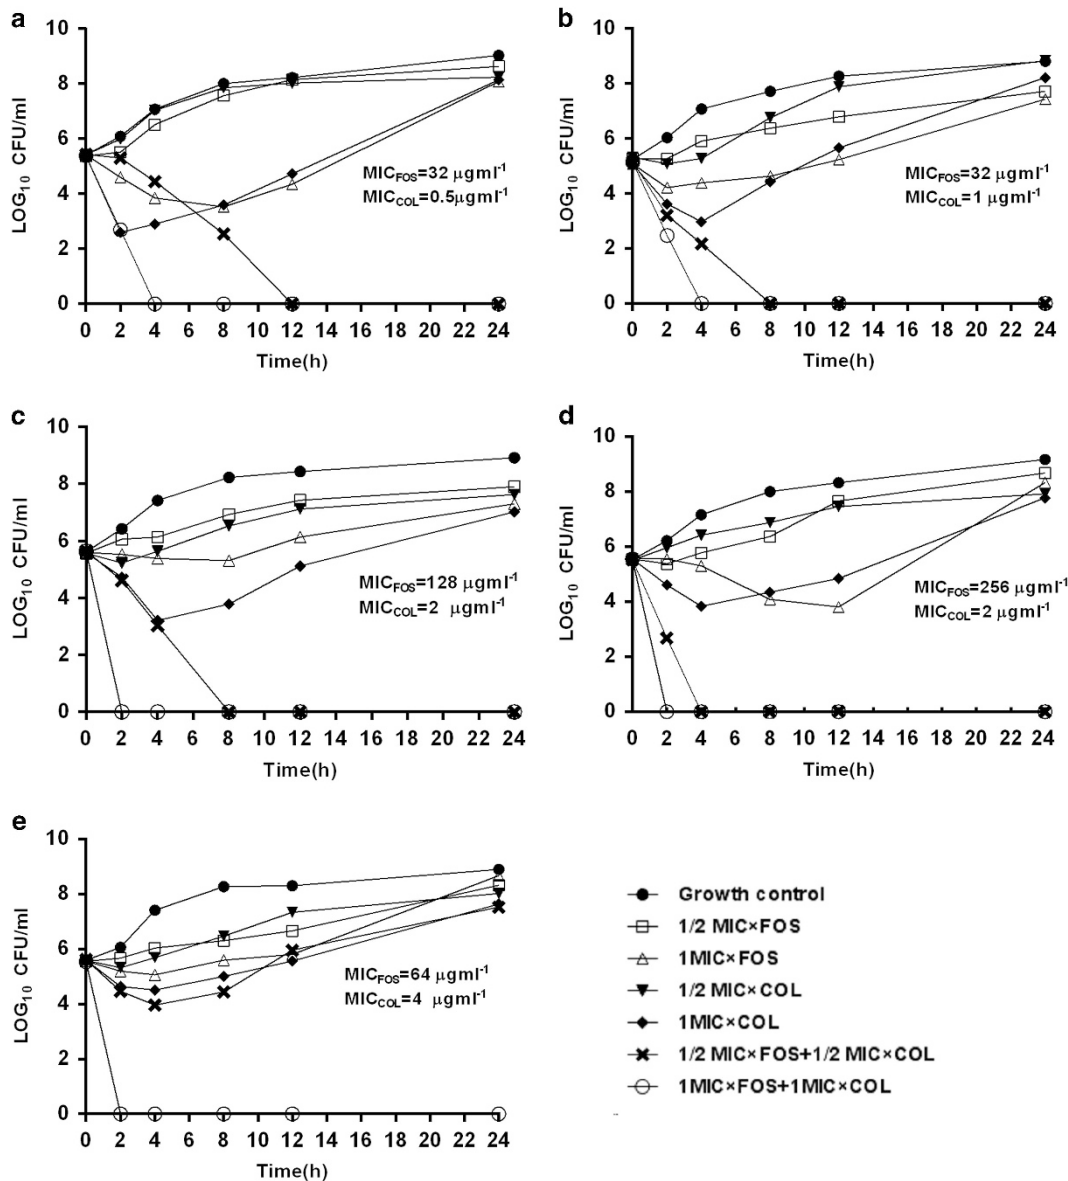 a
10
8
6
4
2
0
LOG10 CFU/ml
MICFOS=32 μgml-1
MICCOL=0.5μgml-1
0 2 4 6 8 10 12 14 16 18 20 22 24
Time(h)
b
10
8
6
4
2
0
LOG10 CFU/ml
MICFOS=32 μgml-1
MICCOL=1 μgml-1
0 2 4 6 8 10 12 14 16 18 20 22 24
Time(h)
c
10
8
6
4
2
0
LOG10 CFU/ml
MICFOS=128 μgml-1
MICCOL=2 μgml-1
0 2 4 6 8 10 12 14 16 18 20 22 24
Time(h)
d
10
8
6
4
2
0
LOG10 CFU/ml
MICFOS=256 μgml-1
MICCOL=2 μgml-1
0 2 4 6 8 10 12 14 16 18 20 22 24
Time(h)
e
10
8
6
4
2
0
LOG10 CFU/ml
MICFOS=64 μgml-1
MICCOL=4 μgml-1
0 2 4 6 8 10 12 14 16 18 20 22 24
Time(h)
Growth control
1/2 MIC×FOS
1MIC×FOS
1/2 MIC×COL
1MIC×COL
1/2 MIC×FOS+1/2 MIC×COL
1MIC×FOS+1MIC×COL